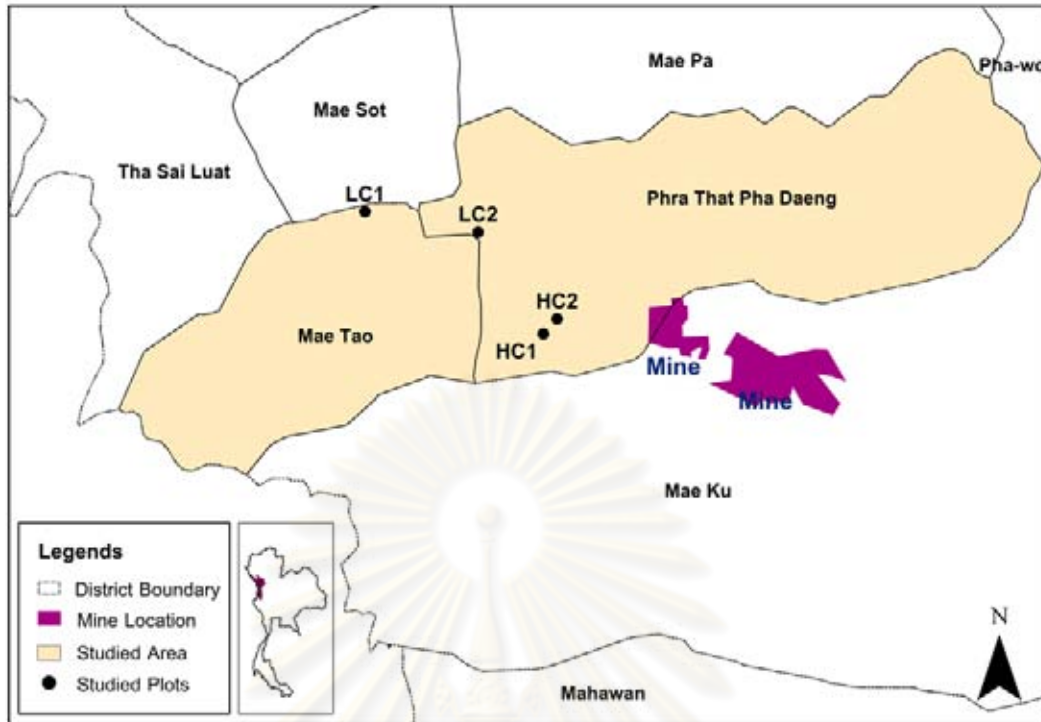 Mae Pa
Pha-wo
Mae Sot
Tha Sai Luat
LC1
Phra That Pha Daeng
LC2
HC2
Mae Tao
HC1
Mine
Mine
Mae Ku
Legends
District Boundary
Mine Location
Studied Area
Studied Plots
N
Mahawan